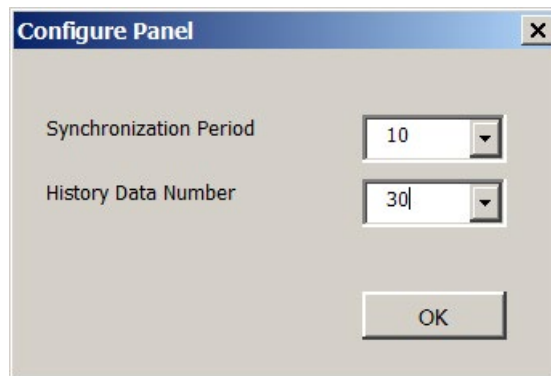 Configure Panel
Synchronization Period 10
History Data Number 30
OK